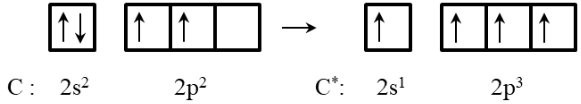 C : 2s² 2p² C*: 2s¹ 2p³